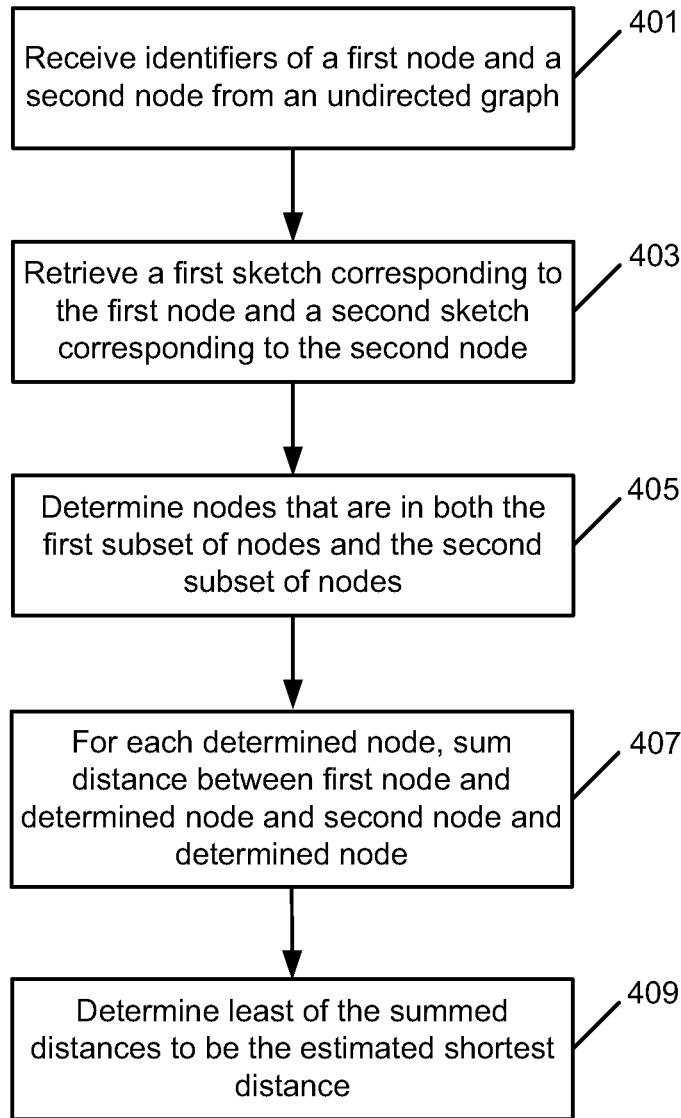 401
Receive identifiers of a first node and a
second node from an undirected graph
403
Retrieve a first sketch corresponding to
the first node and a second sketch
corresponding to the second node
405
Determine nodes that are in both the
first subset of nodes and the second
subset of nodes
407
For each determined node, sum
distance between first node and
determined node and second node and
determined node
409
Determine least of the summed
distances to be the estimated shortest
distance